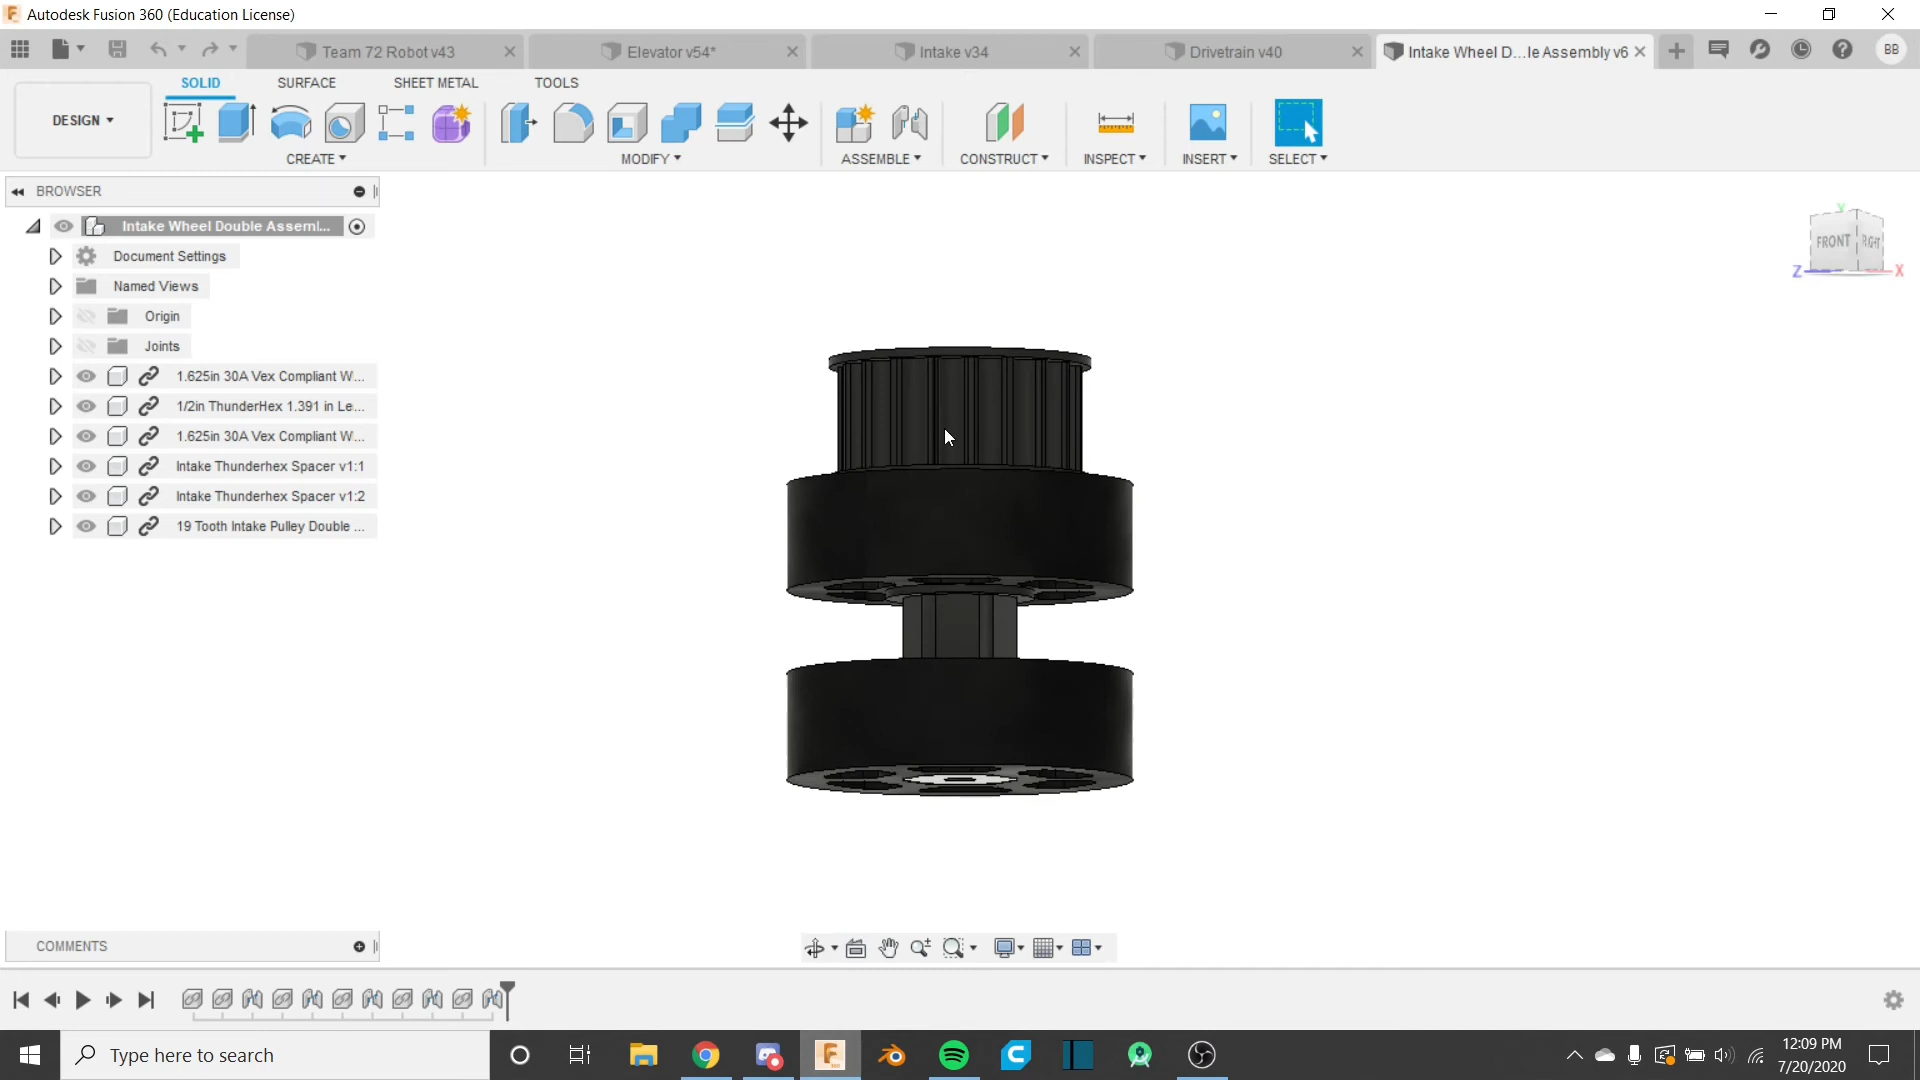 Autodesk Fusion 360 (Education License)
Team 72 Robot v43
Elevator v54*
Intake v34
Drivetrain v40
Intake Wheel D...le Assembly v6
BB
SOLID
SURFACE
SHEET METAL
TOOLS
DESIGN
CREATE
MODIFY
ASSEMBLE
CONSTRUCT
INSPECT
INSERT
SELECT
BROWSER
Intake Wheel Double Assembl...
Document Settings
Named Views
Origin
Joints
1.625in 30A Vex Compliant W...
1/2in ThunderHex 1.391 in Le...
1.625in 30A Vex Compliant W...
Intake Thunderhex Spacer v1:1
Intake Thunderhex Spacer v1:2
19 Tooth Intake Pulley Double ...
Y
FRONT
RIGHT
Z
X
COMMENTS
Type here to search
12:09 PM
7/20/2020